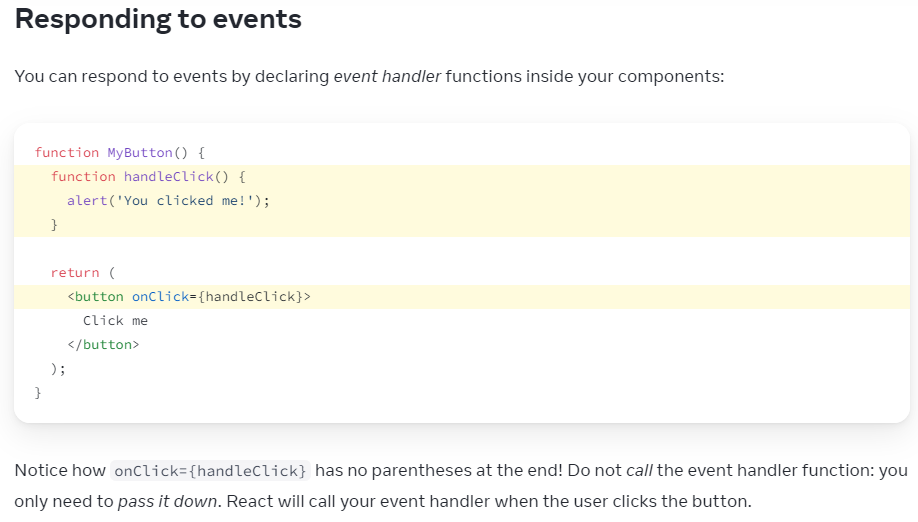 Responding to events
You can respond to events by declaring event handler functions inside your components:
function MyButton() {
  function handleClick() {
    alert('You clicked me!');
  }
  return (
    <button onClick={handleClick}>
      Click me
    </button>
  );
}
Notice how onClick={handleClick} has no parentheses at the end! Do not call the event handler function: you
only need to pass it down. React will call your event handler when the user clicks the button.